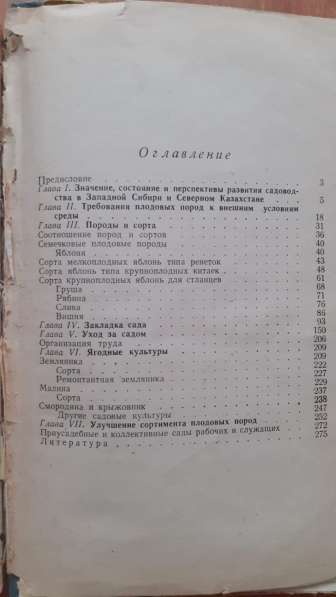 Оглавление
Предисловие 3
Глава I. Значение, состояние и перспективы развития садовод-
ства в Западной Сибири и Северном Казахстане 5
Глава II. Требования плодовых пород к внешним условиям
среды 18
Глава III. Породы и сорта 31
Соотношение пород и сортов 36
Семечковые плодовые породы 40
Яблоня 40
Сорта мелкоплодных яблонь типа ранеток 43
Сорта яблонь типа крупноплодных китаек 48
Сорта крупноплодных яблонь для стланцев 61
Груша 68
Рябина 71
Слива 76
Вишня 86
Глава IV. Закладка сада 93
Глава V. Уход за садом 150
Организация труда 206
Глава VI. Ягодные культуры 209
Земляника 209
Сорта 222
Ремонтантная земляника 227
Малина 229
Сорта 237
Смородина и крыжовник 238
Другие садовые культуры 247
Глава VII. Улучшение сортимента плодовых пород 252
Приусадебные и коллективные сады рабочих и служащих 272
Литература 275